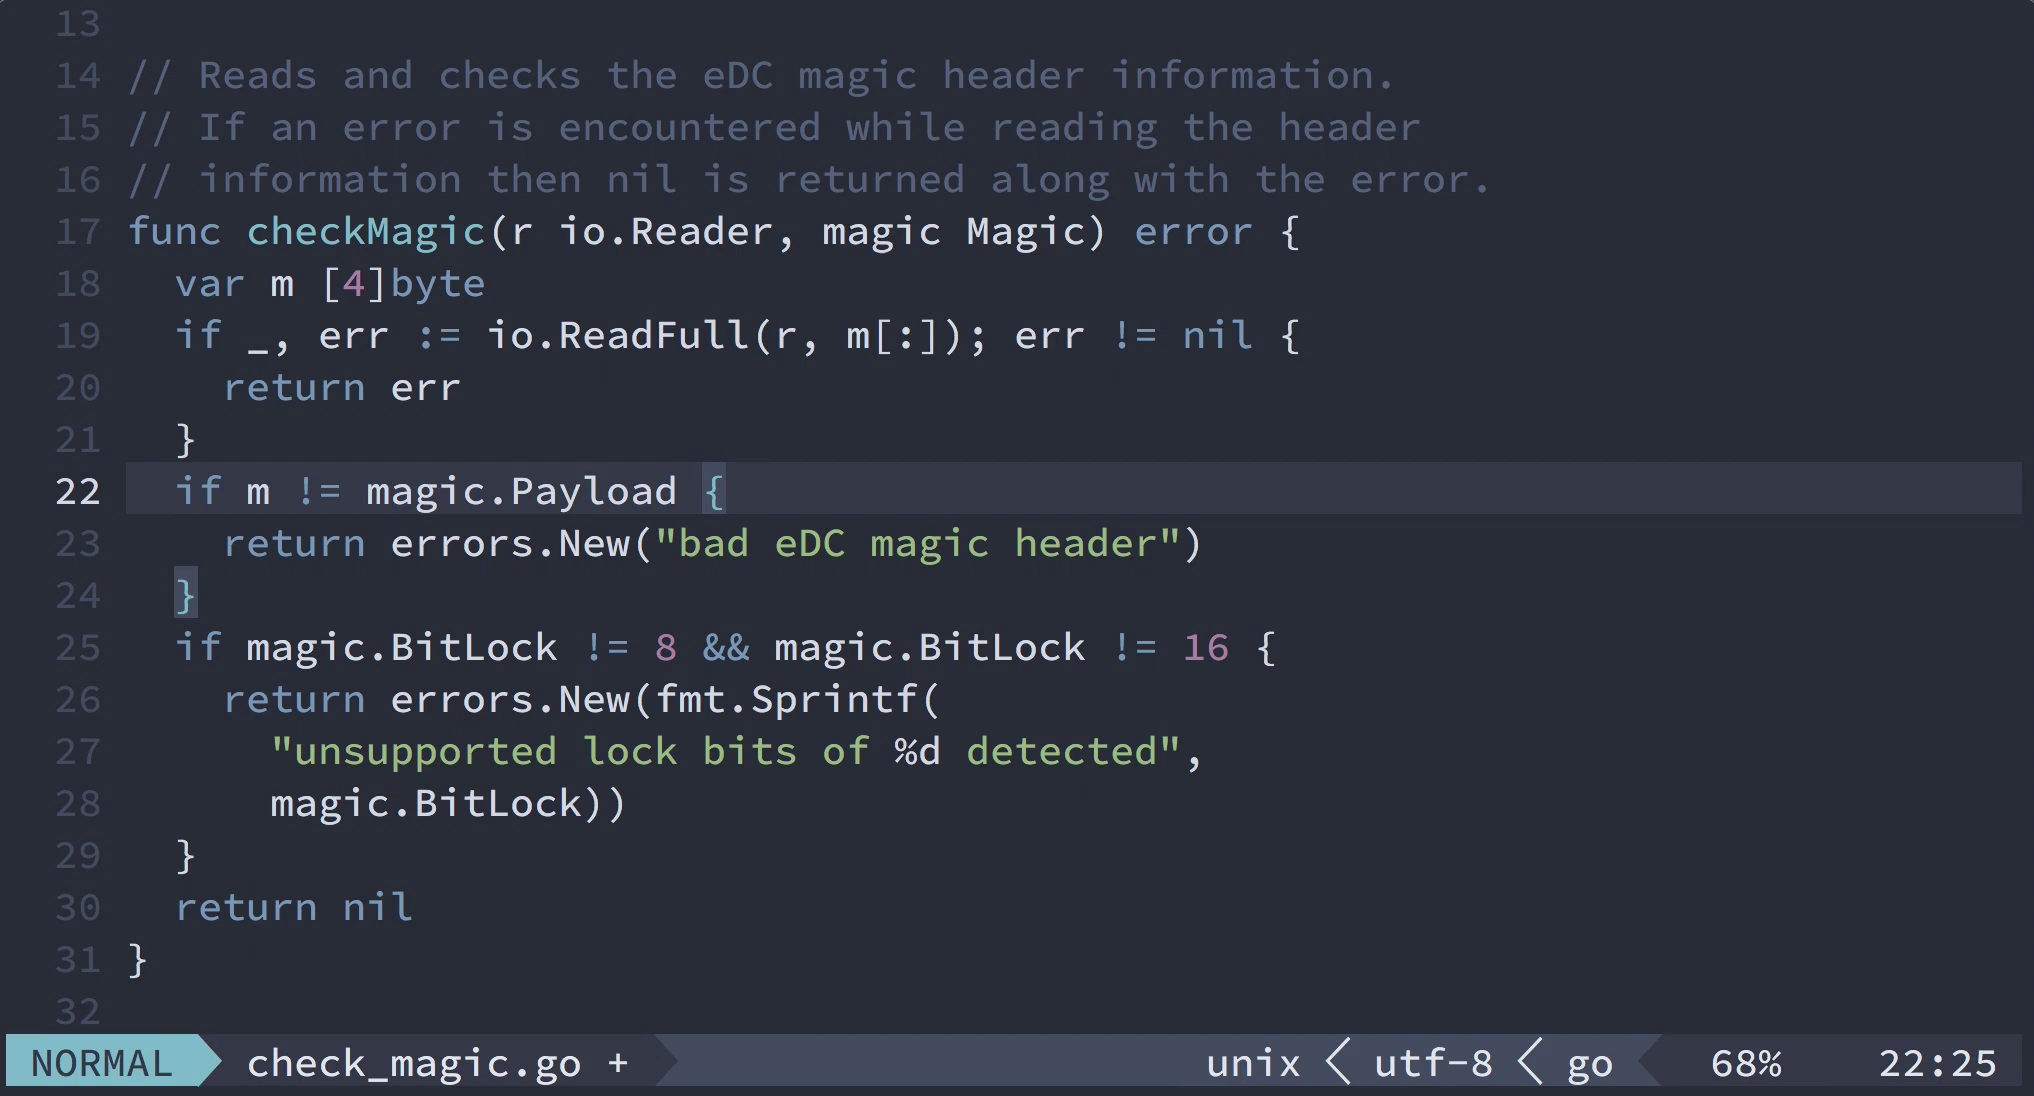 13
14 // Reads and checks the eDC magic header information.
15 // If an error is encountered while reading the header
16 // information then nil is returned along with the error.
17 func checkMagic(r io.Reader, magic Magic) error {
18   var m [4]byte
19   if _, err := io.ReadFull(r, m[:]); err != nil {
20     return err
21   }
22   if m != magic.Payload {
23     return errors.New("bad eDC magic header")
24   }
25   if magic.BitLock != 8 && magic.BitLock != 16 {
26     return errors.New(fmt.Sprintf(
27       "unsupported lock bits of %d detected",
28       magic.BitLock))
29   }
30   return nil
31 }
32
NORMAL check_magic.go + unix < utf-8 < go 68% 22:25